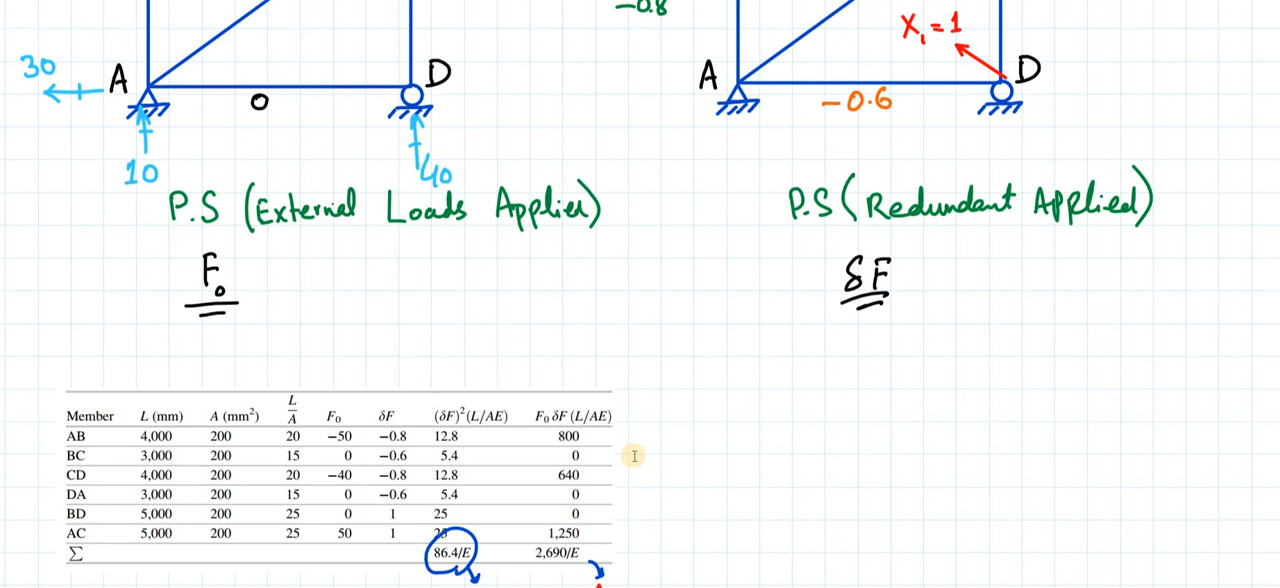 -0.8
X₁ = 1
30 A D
A D
0
-0.6
10 40
P.S (External Loads Applied)
P.S (Redundant Applied)
F₀
δF
Member L (mm) A (mm²) L/A F₀ δF (δF)²(L/AE) F₀ δF (L/AE)
AB 4,000 200 20 −50 −0.8 12.8 800
BC 3,000 200 15 0 −0.6 5.4 0
CD 4,000 200 20 −40 −0.8 12.8 640
DA 3,000 200 15 0 −0.6 5.4 0
BD 5,000 200 25 0 1 25 0
AC 5,000 200 25 50 1 25 1,250
Σ 86.4/E 2,690/E